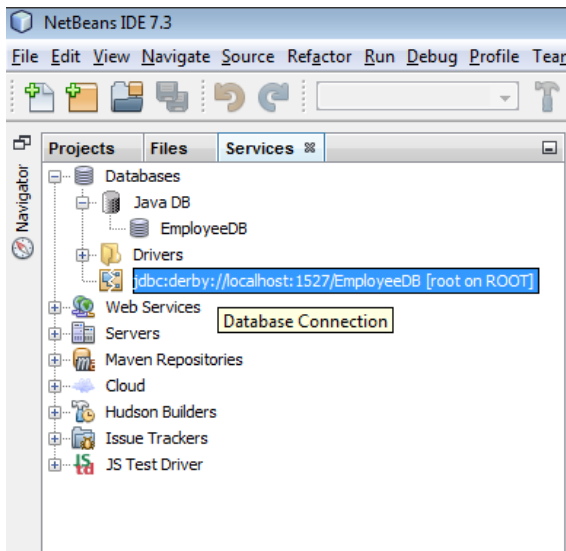 NetBeans IDE 7.3
File Edit View Navigate Source Refactor Run Debug Profile Tea
Navigator
Projects Files Services
Databases
Java DB
EmployeeDB
Drivers
jdbc:derby://localhost:1527/EmployeeDB [root on ROOT]
Web Services
Database Connection
Servers
Maven Repositories
Cloud
Hudson Builders
Issue Trackers
JS Test Driver